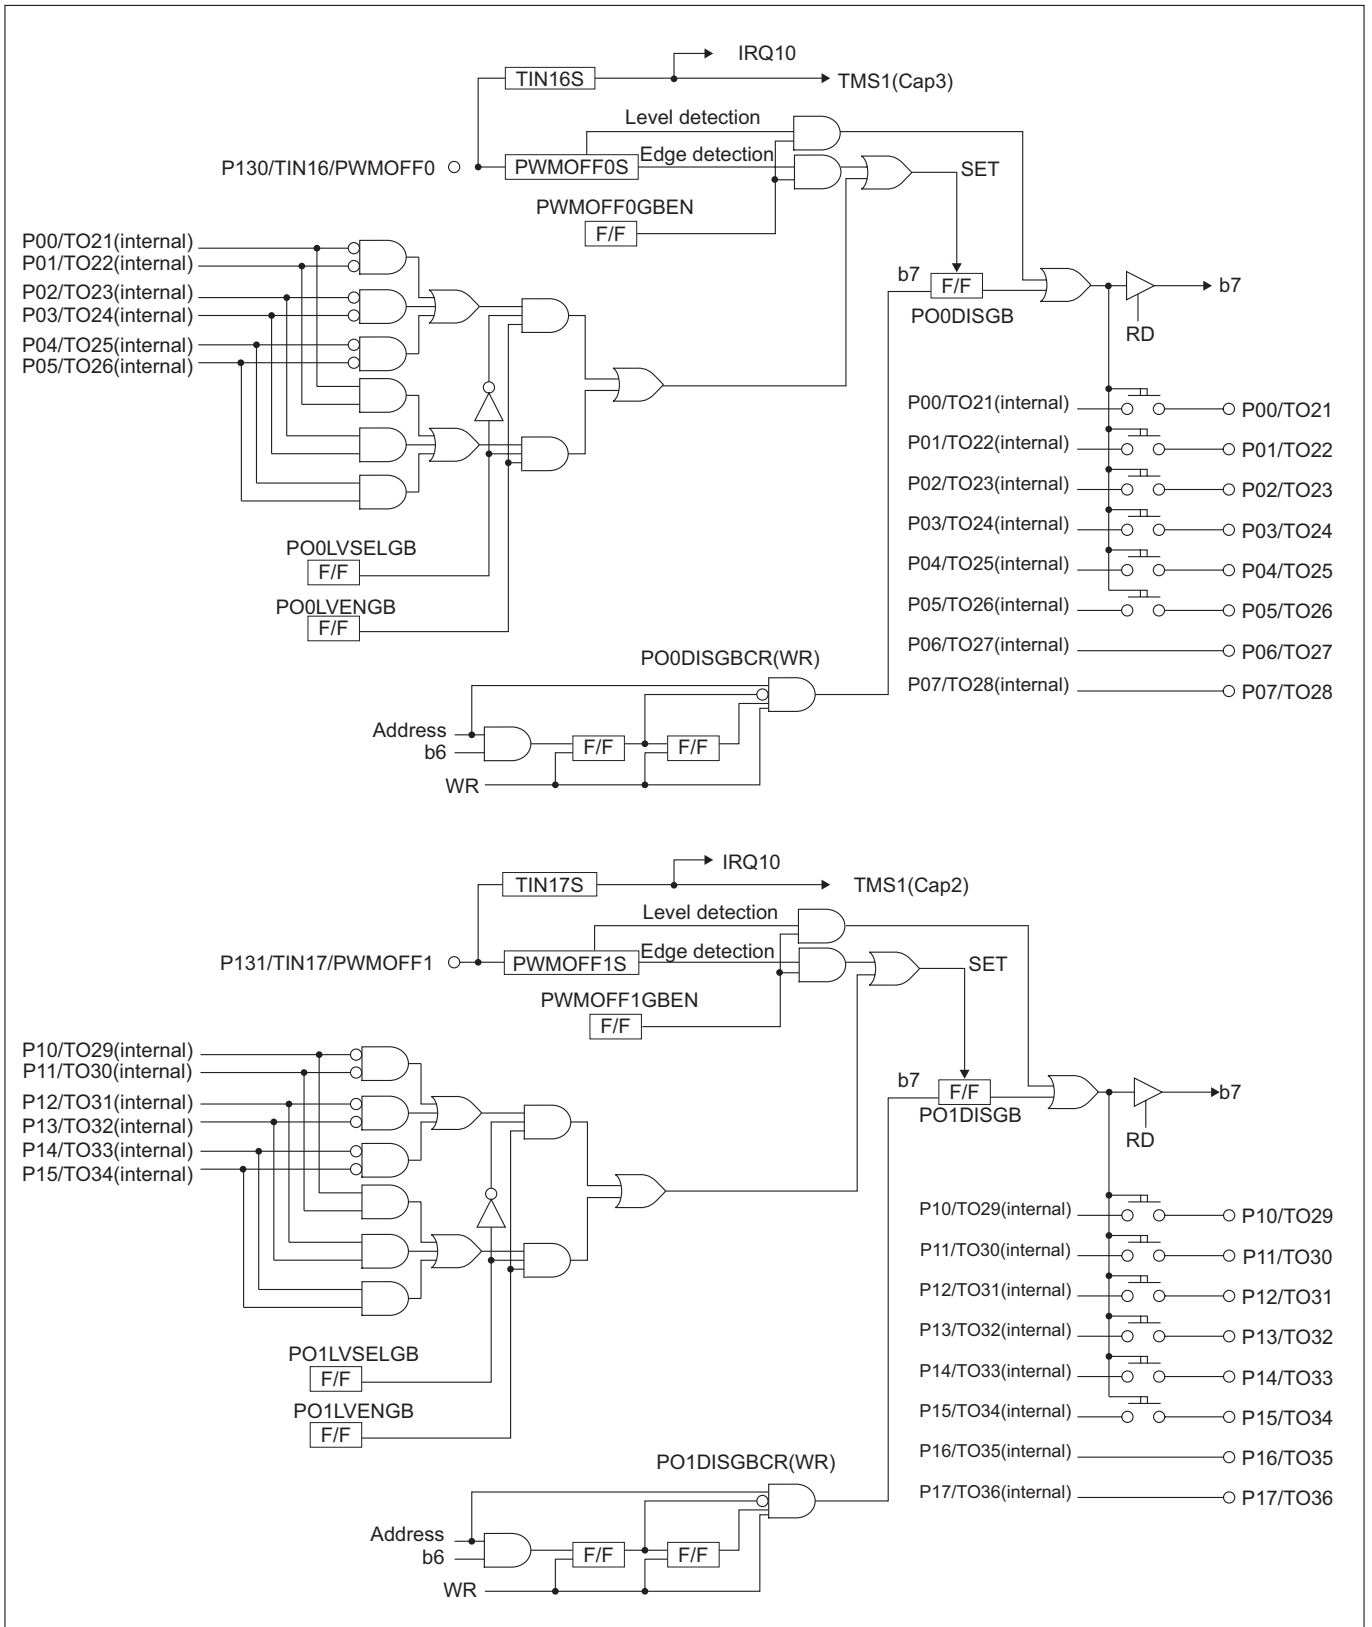 IRQ10
TIN16S
TMS1(Cap3)
Level detection
Edge detection
P130/TIN16/PWMOFF0
PWMOFF0S
SET
PWMOFF0GBEN
F/F
P00/TO21(internal)
P01/TO22(internal)
P02/TO23(internal)
P03/TO24(internal)
P04/TO25(internal)
P05/TO26(internal)
b7
F/F
PO0DISGB
b7
RD
P00/TO21(internal)
P00/TO21
P01/TO22(internal)
P01/TO22
P02/TO23(internal)
P02/TO23
P03/TO24(internal)
P03/TO24
P04/TO25(internal)
P04/TO25
P05/TO26(internal)
P05/TO26
P06/TO27(internal)
P06/TO27
P07/TO28(internal)
P07/TO28
PO0LVSELGB
F/F
PO0LVENGB
F/F
PO0DISGBCR(WR)
Address
b6
F/F
F/F
WR
IRQ10
TIN17S
TMS1(Cap2)
Level detection
Edge detection
P131/TIN17/PWMOFF1
PWMOFF1S
SET
PWMOFF1GBEN
F/F
P10/TO29(internal)
P11/TO30(internal)
P12/TO31(internal)
P13/TO32(internal)
P14/TO33(internal)
P15/TO34(internal)
b7
F/F
PO1DISGB
b7
RD
P10/TO29(internal)
P10/TO29
P11/TO30(internal)
P11/TO30
P12/TO31(internal)
P12/TO31
P13/TO32(internal)
P13/TO32
P14/TO33(internal)
P14/TO33
P15/TO34(internal)
P15/TO34
P16/TO35(internal)
P16/TO35
P17/TO36(internal)
P17/TO36
PO1LVSELGB
F/F
PO1LVENGB
F/F
PO1DISGBCR(WR)
Address
b6
F/F
F/F
WR